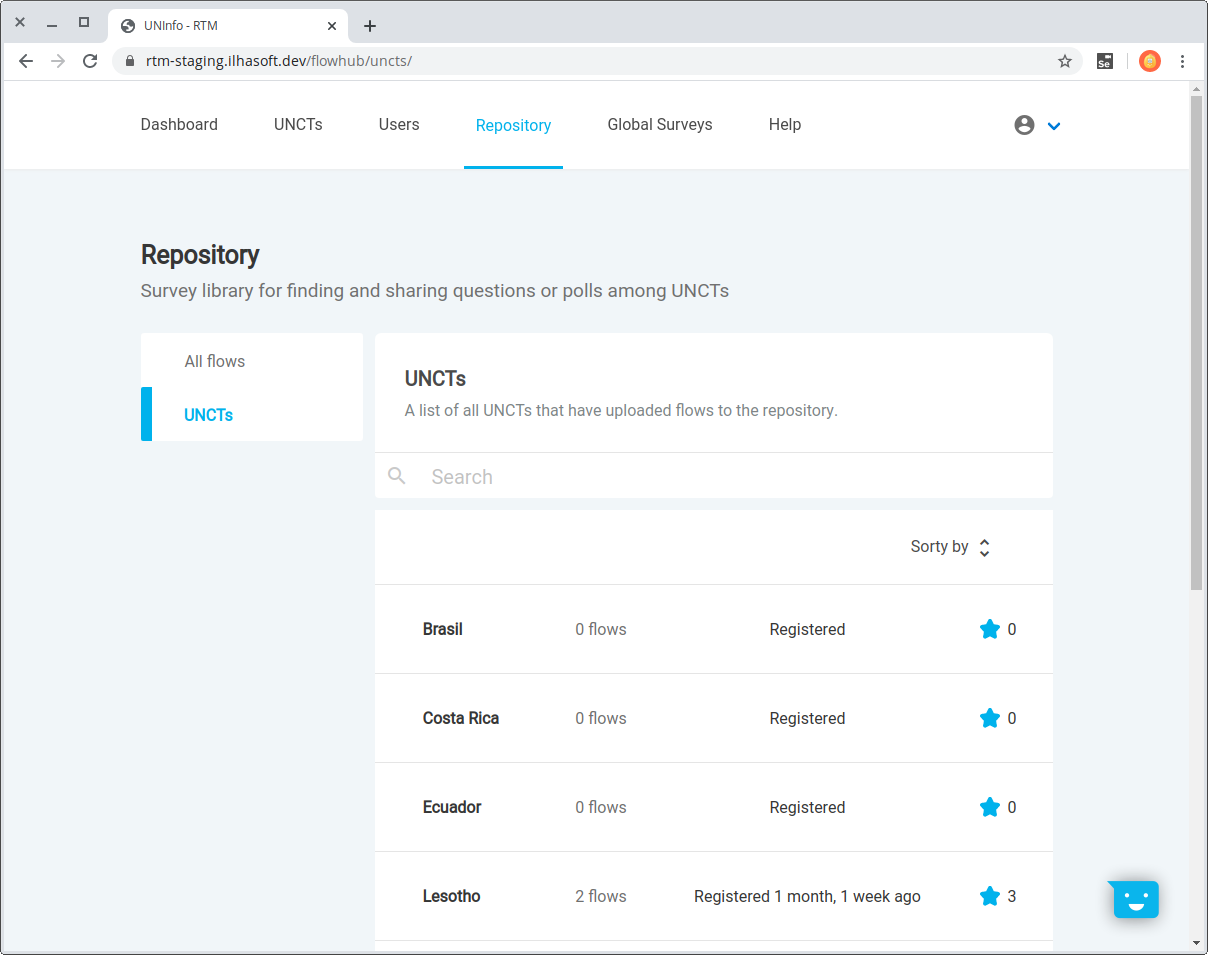 UNInfo - RTM
rtm-staging.ilhasoft.dev/flowhub/uncts/
Se
Dashboard UNCTs Users Repository Global Surveys Help
Repository
Survey library for finding and sharing questions or polls among UNCTs
All flows
UNCTs
UNCTs
A list of all UNCTs that have uploaded flows to the repository.
Search
Sorty by
Brasil 0 flows Registered 0
Costa Rica 0 flows Registered 0
Ecuador 0 flows Registered 0
Lesotho 2 flows Registered 1 month, 1 week ago 3